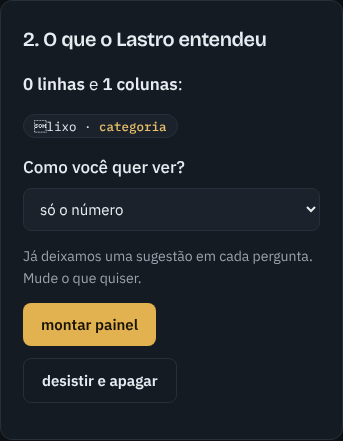 2. O que o Lastro entendeu
0 linhas e 1 colunas:
lixo · categoria
Como você quer ver?
só o número
Já deixamos uma sugestão em cada pergunta.
Mude o que quiser.
montar painel
desistir e apagar